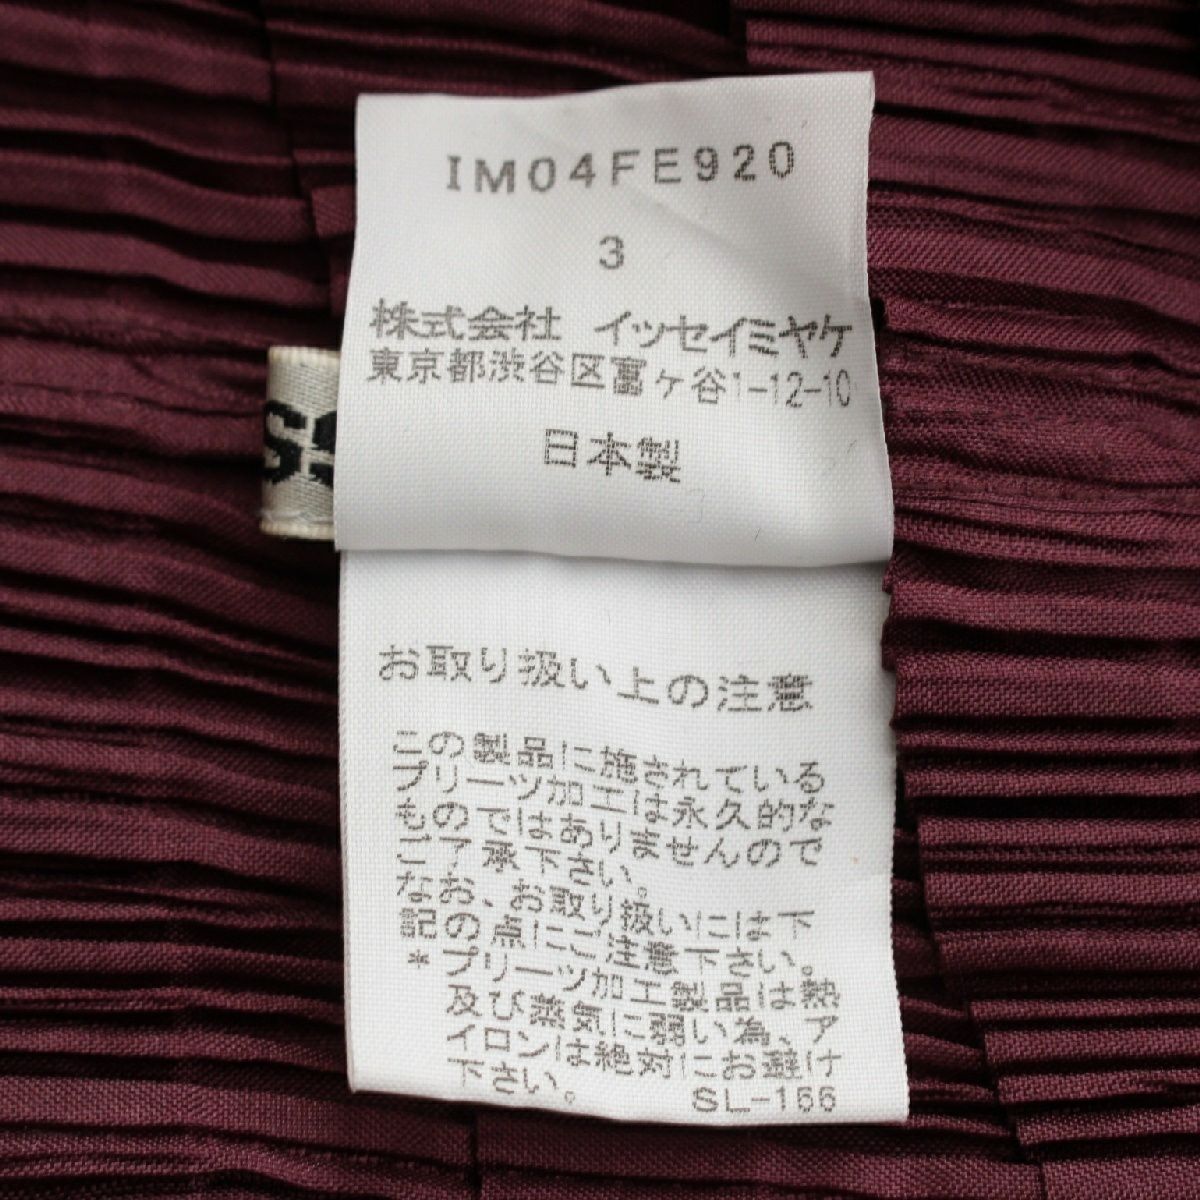 IM04FE920
3
株式会社 イッセイミヤケ
東京都渋谷区富ヶ谷1-12-10
日本製
お取り扱い上の注意
この製品に施されている
プリーツ加工は永久的な
ものではありませんので
ご了承下さい。
なお、お取り扱いには下
記の点にご注意下さい。
*プリーツ加工製品は熱
及び蒸気に弱い為、ア
イロンは絶対にお避け
下さい。
SL-166